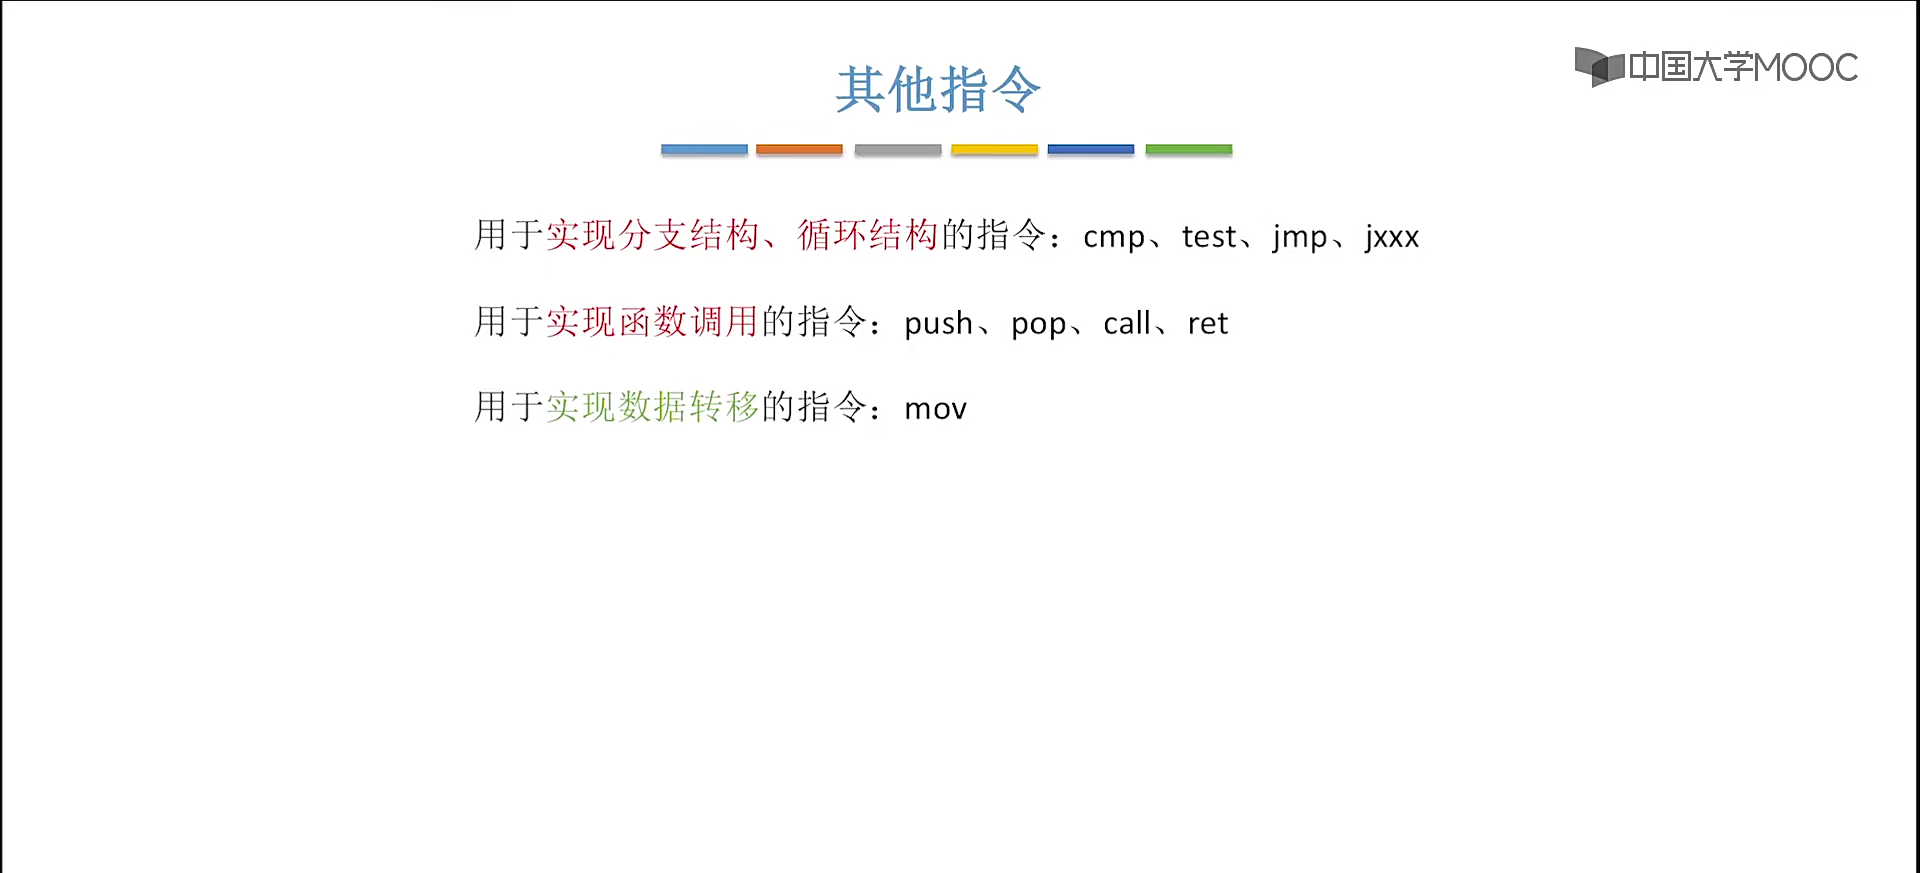 中国大学MOOC
其他指令
用于实现分支结构、循环结构的指令：cmp、test、jmp、jxxx
用于实现函数调用的指令：push、pop、call、ret
用于实现数据转移的指令：mov